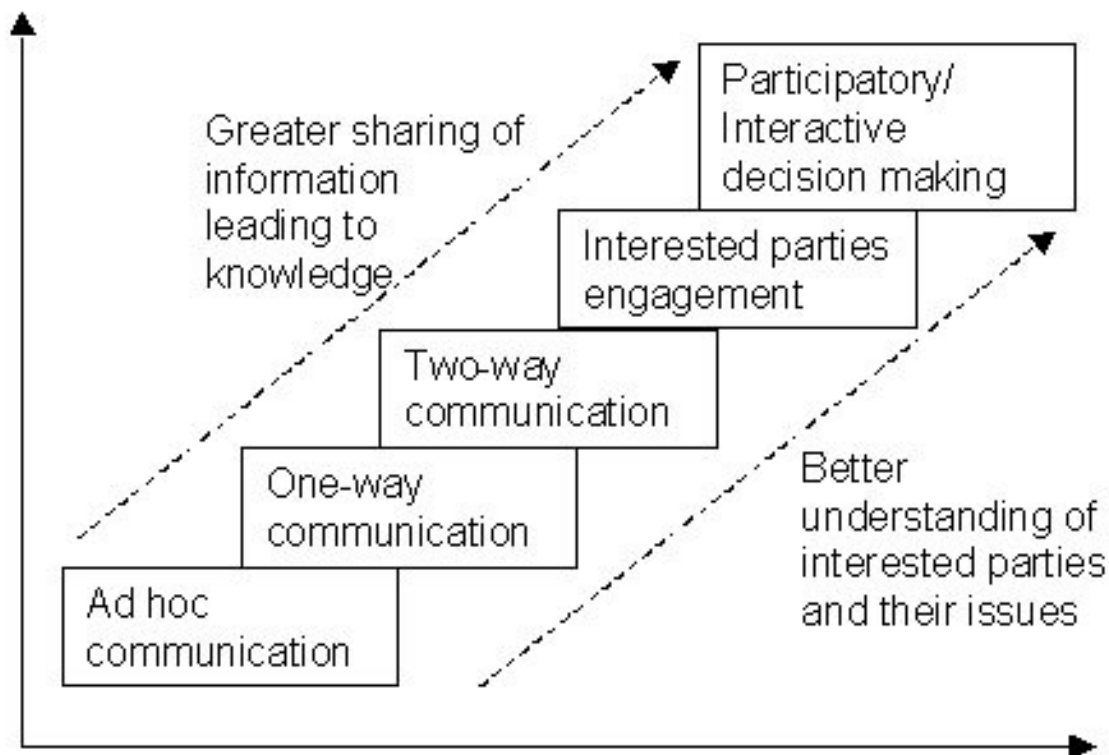 Participatory/
Interactive
decision making
Greater sharing of
information
leading to
knowledge
Interested parties
engagement
Two-way
communication
One-way
communication
Better
understanding of
interested parties
and their issues
Ad hoc
communication